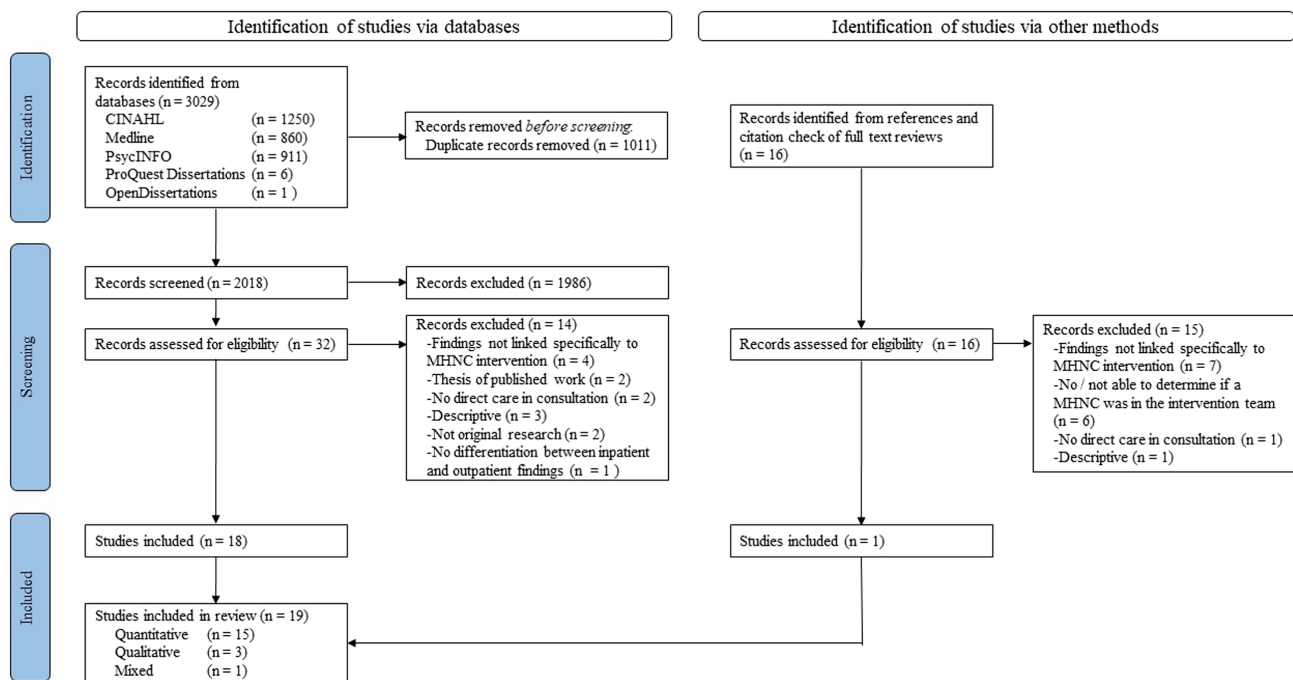 Identification of studies via databases
Identification of studies via other methods
Identification
Records identified from
databases (n = 3029)
CINAHL (n = 1250)
Medline (n = 860)
PsycINFO (n = 911)
ProQuest Dissertations (n = 6)
OpenDissertations (n = 1 )
Records removed before screening:
Duplicate records removed (n = 1011)
Records identified from references and
citation check of full text reviews
(n = 16)
Screening
Records screened (n = 2018)
Records excluded (n = 1986)
Records assessed for eligibility (n = 32)
Records excluded (n = 14)
-Findings not linked specifically to
MHNC intervention (n = 4)
-Thesis of published work (n = 2)
-No direct care in consultation (n = 2)
-Descriptive (n = 3)
-Not original research (n = 2)
-No differentiation between inpatient
and outpatient findings (n = 1 )
Records assessed for eligibility (n = 16)
Records excluded (n = 15)
-Findings not linked specifically to
MHNC intervention (n = 7)
-No / not able to determine if a
MHNC was in the intervention team
(n = 6)
-No direct care in consultation (n = 1)
-Descriptive (n = 1)
Included
Studies included (n = 18)
Studies included (n = 1)
Studies included in review (n = 19)
Quantitative (n = 15)
Qualitative (n = 3)
Mixed (n = 1)